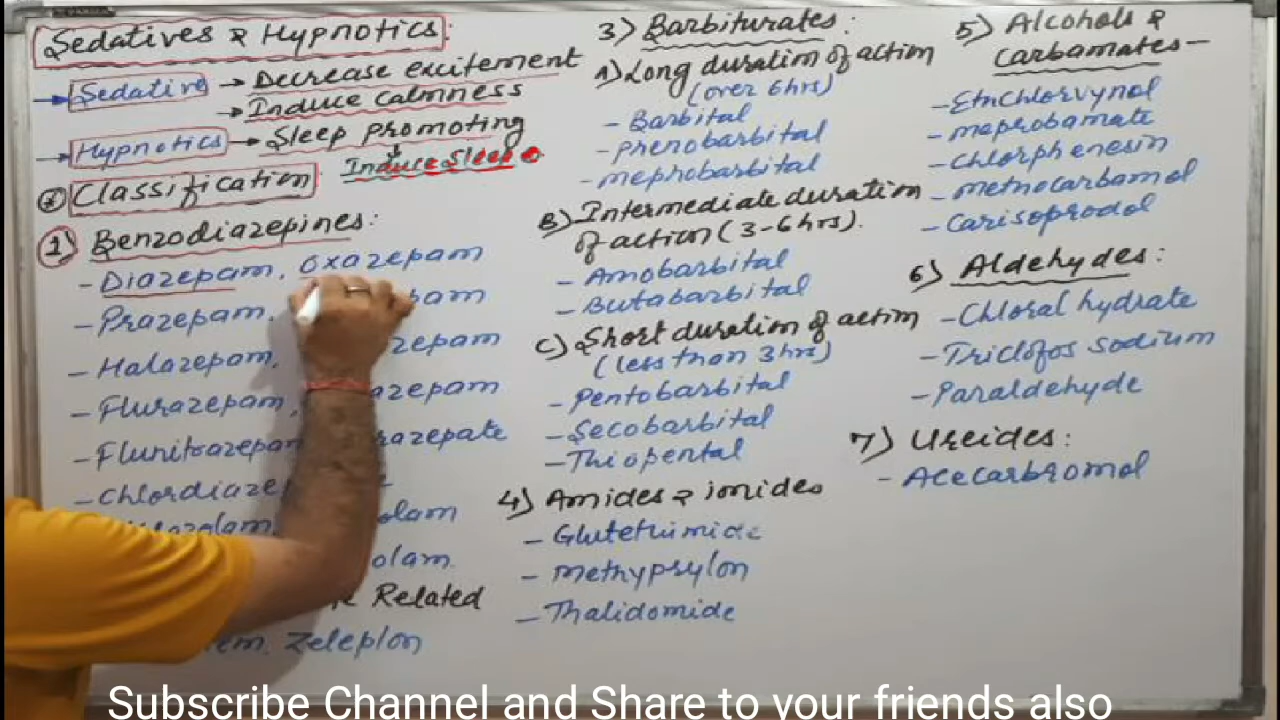 Sedatives & Hypnotics:
→ Sedative → Decrease excitement
→ Induce calmness
→ Hypnotics → Sleep promoting
Induce Sleep
Classification
1) Benzodiazepines:
- Diazepam, Oxazepam
- Prazepam,
- Halazepam,
- Flurazepam,
- Flunitrazepam
- Chlordiaze
olam
olam
Related
Zeleplon
3) Barbiturates:
A) Long duration of action
(over 6hrs)
- Barbital
- Phenobarbital
- mephobarbital
B) Intermediate duration
of action (3-6hrs).
- Amobarbital
- Butabarbital
C) Short duration of action
(less than 3hrs)
- Pentobarbital
- Secobarbital
- Thiopental
4) Amides & imides
- Glutethimide
- Methypsylon
- Thalidomide
5) Alcohols &
Carbamates-
- Ethchlorvynol
- meprobamate
- Chlorphenesin
- methocarbamol
- Carisoprodol
6) Aldehydes:
- Chloral hydrate
- Triclofos sodium
- Paraldehyde
7) Ureides:
- Acecarbromol
Subscribe Channel and Share to your friends also